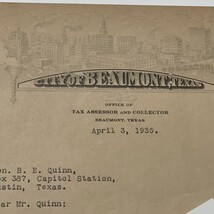 CITY OF BEAUMONT, TEXAS
OFFICE OF
TAX ASSESSOR AND COLLECTOR
BEAUMONT, TEXAS
April 3, 1935.
on. B. E. Quinn,
ox 387, Capitol Station,
ustin, Texas.
ar Mr. Quinn: